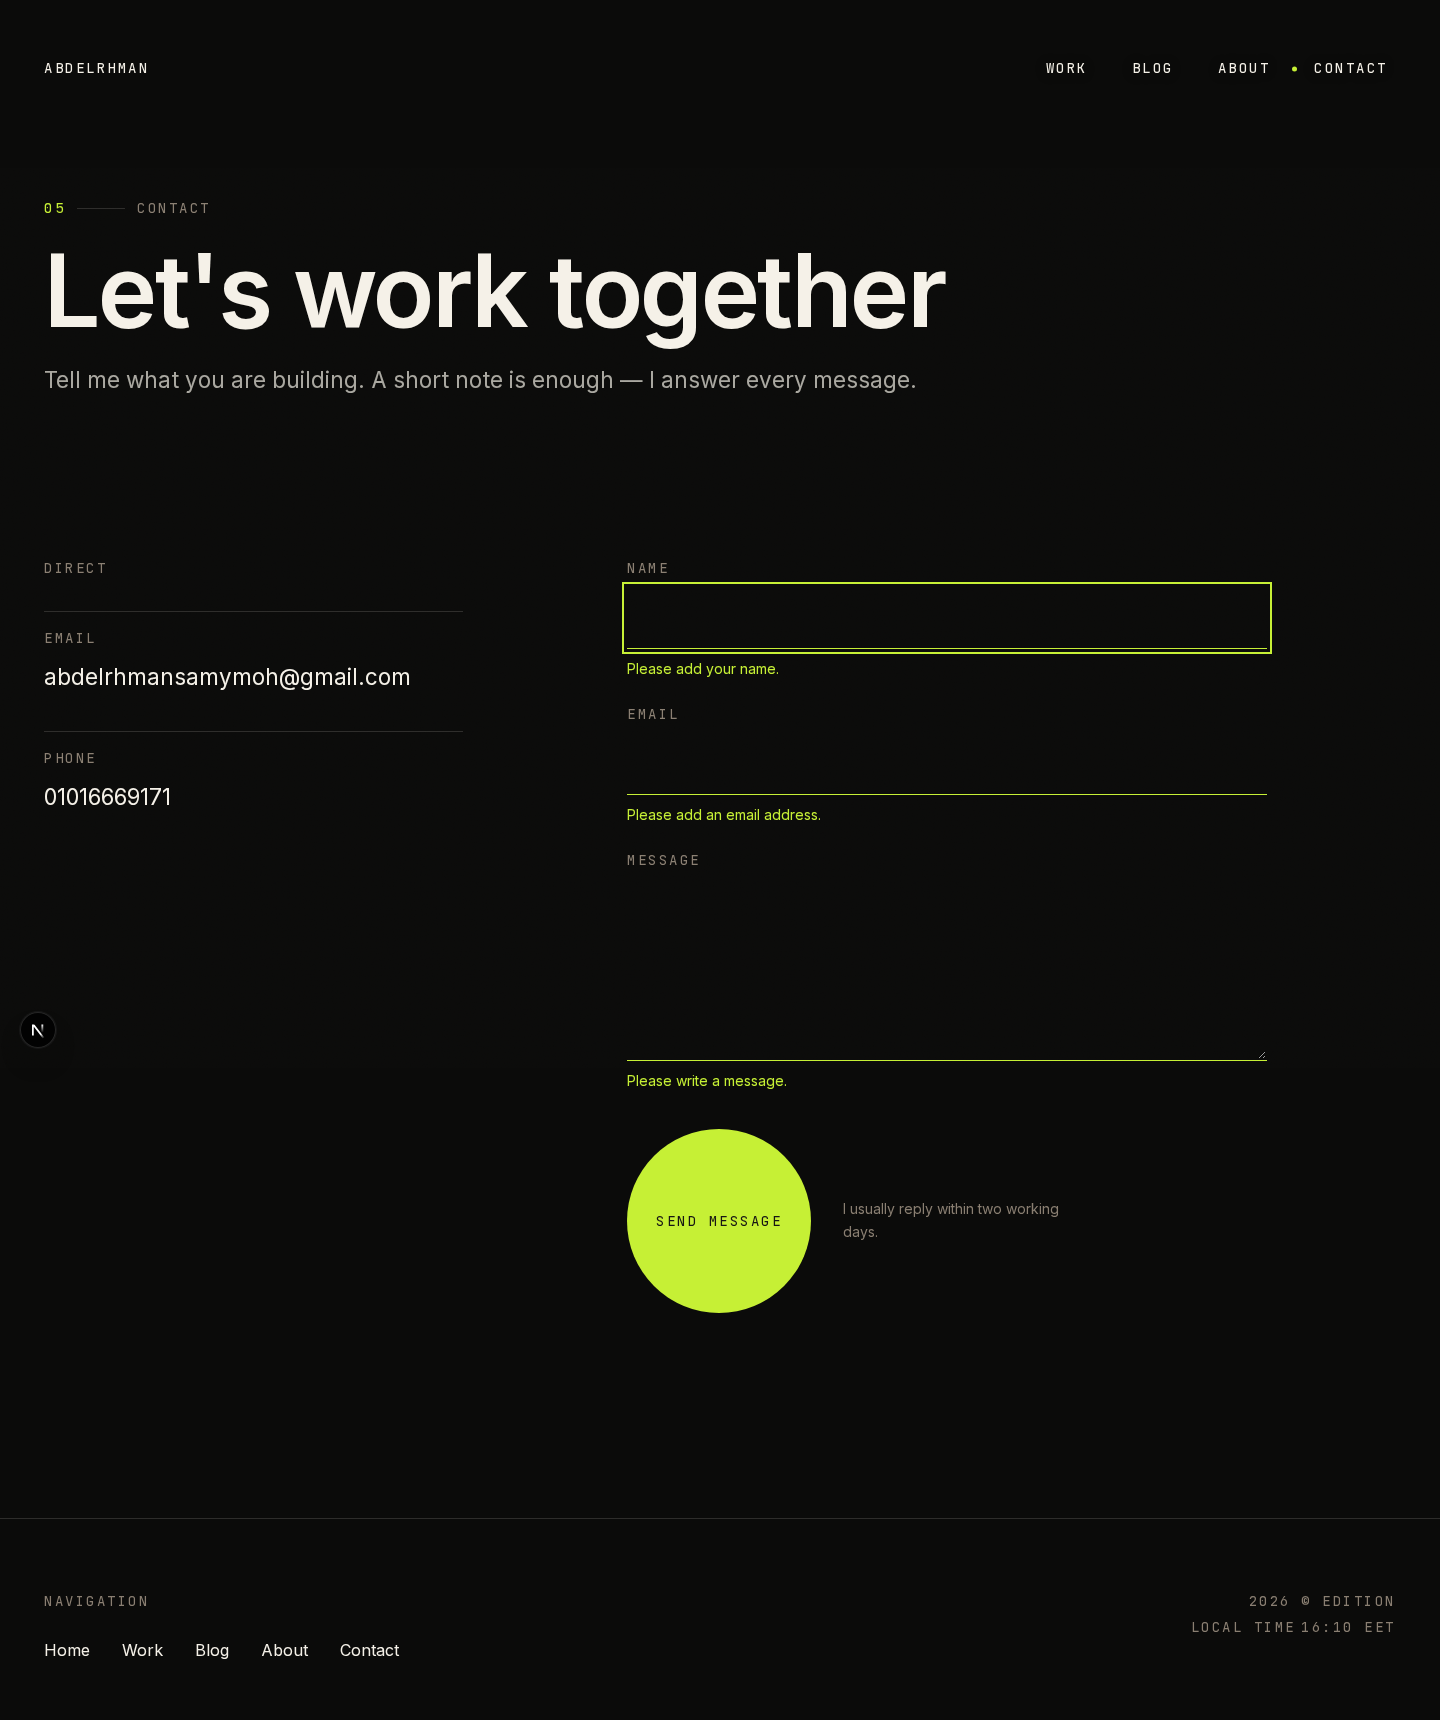 ABDELRHMAN
WORK BLOG ABOUT CONTACT
05 CONTACT
Let's work together
Tell me what you are building. A short note is enough — I answer every message.
DIRECT
EMAIL
abdelrhmansamymoh@gmail.com
PHONE
01016669171
NAME
Please add your name.
EMAIL
Please add an email address.
MESSAGE
Please write a message.
SEND MESSAGE
I usually reply within two working
days.
N
NAVIGATION
Home Work Blog About Contact
2026 © EDITION
LOCAL TIME 16:10 EET